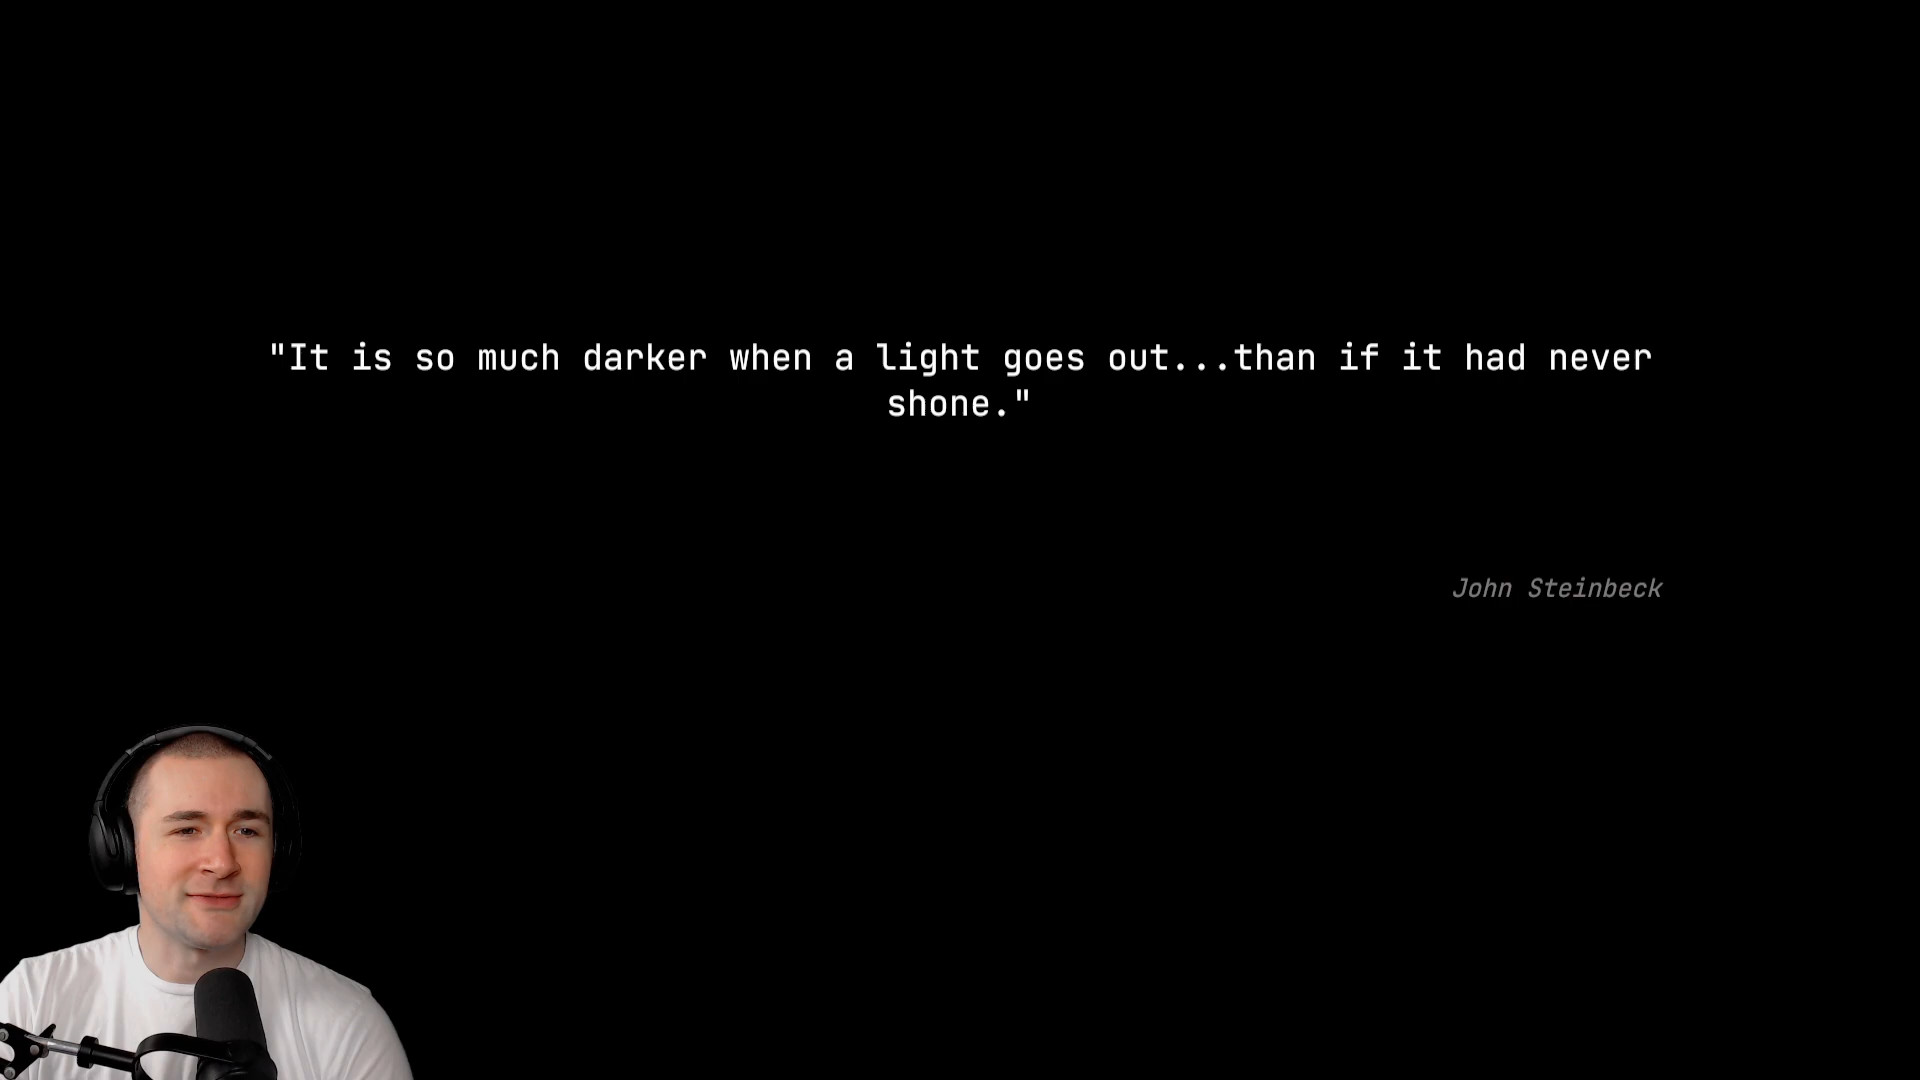 "It is so much darker when a light goes out...than if it had never
shone."
John Steinbeck